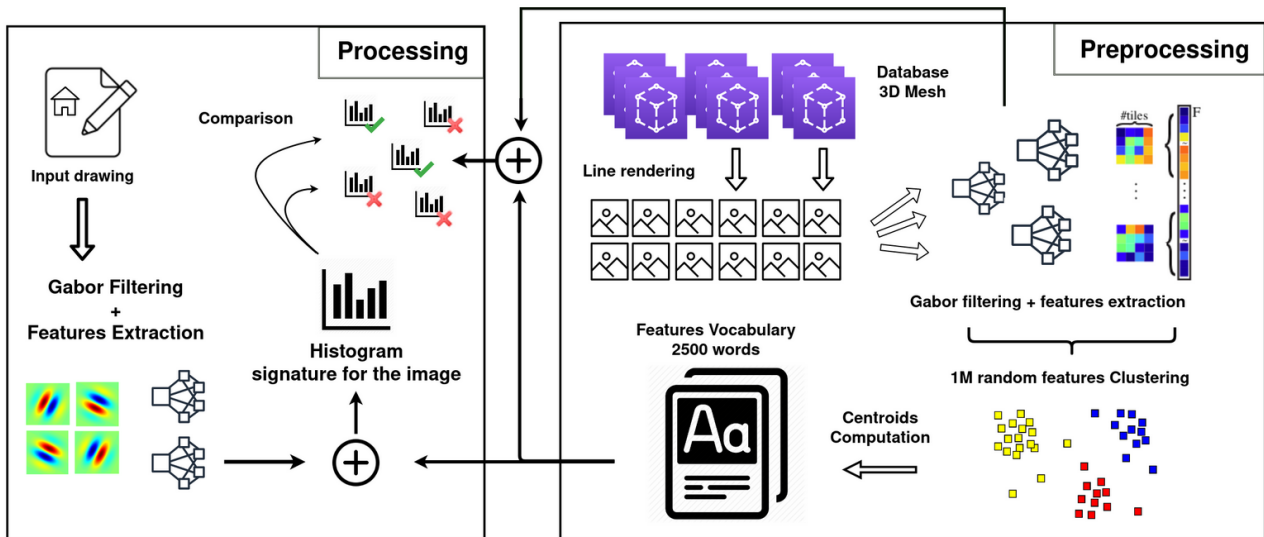 Processing
Input drawing
Comparison
Gabor Filtering
+
Features Extraction
Histogram
signature for the image
Preprocessing
Database
3D Mesh
Line rendering
#tiles
F
Gabor filtering + features extraction
1M random features Clustering
Centroids
Computation
Features Vocabulary
2500 words
Aa